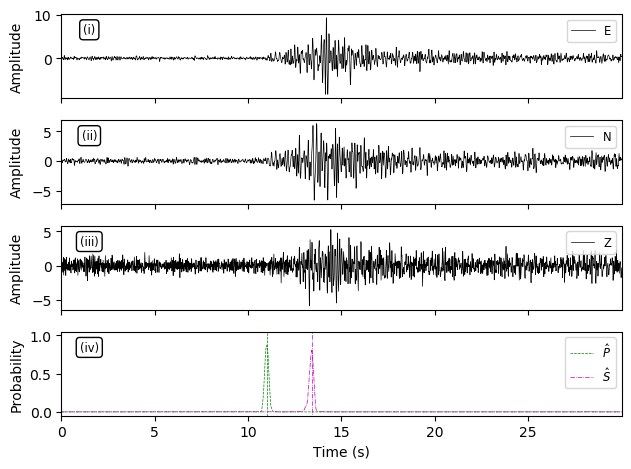 10
0
Amplitude
(i)
E
5
0
−5
Amplitude
(ii)
N
5
0
−5
Amplitude
(iii)
Z
1.0
0.5
0.0
Probability
(iv)
P̂
Ŝ
0 5 10 15 20 25
Time (s)